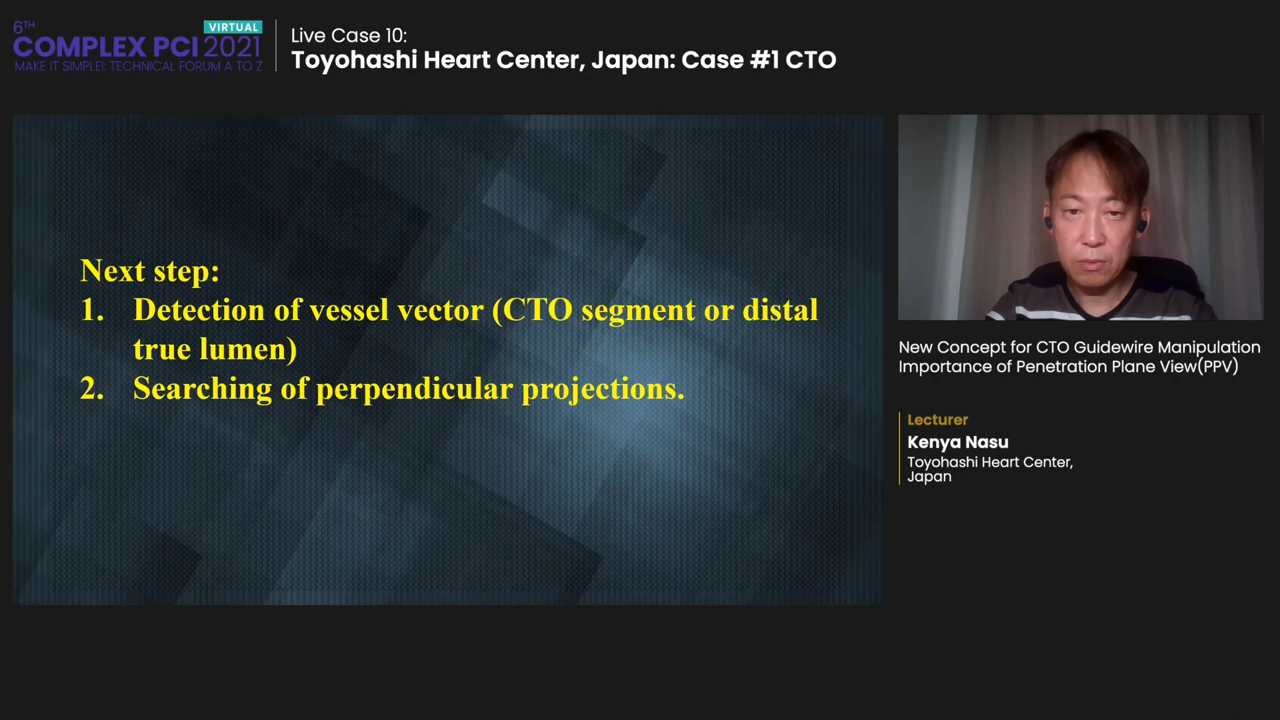 6TH
VIRTUAL
COMPLEX PCI 2021
MAKE IT SIMPLE!: TECHNICAL FORUM A TO Z
Live Case 10:
Toyohashi Heart Center, Japan: Case #1 CTO
Next step:
1. Detection of vessel vector (CTO segment or distal
true lumen)
2. Searching of perpendicular projections.
New Concept for CTO Guidewire Manipulation
Importance of Penetration Plane View(PPV)
Lecturer
Kenya Nasu
Toyohashi Heart Center,
Japan